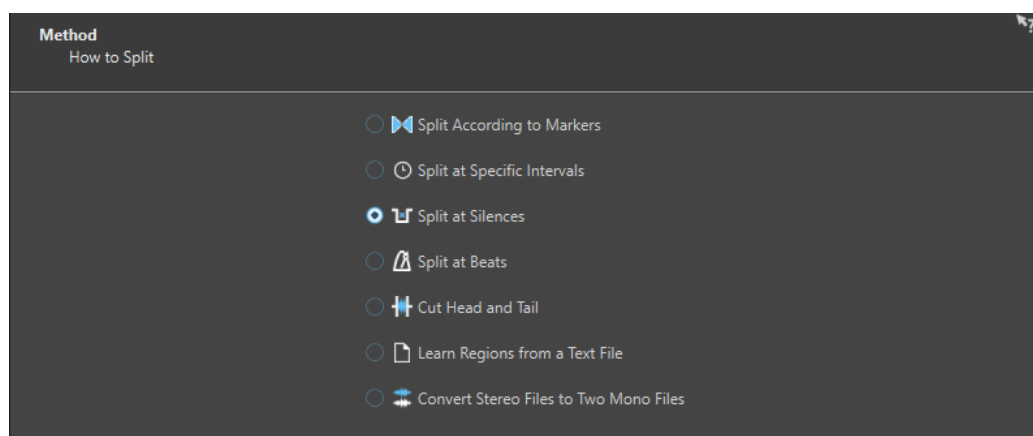 Method
How to Split
Split According to Markers
Split at Specific Intervals
Split at Silences
Split at Beats
Cut Head and Tail
Learn Regions from a Text File
Convert Stereo Files to Two Mono Files